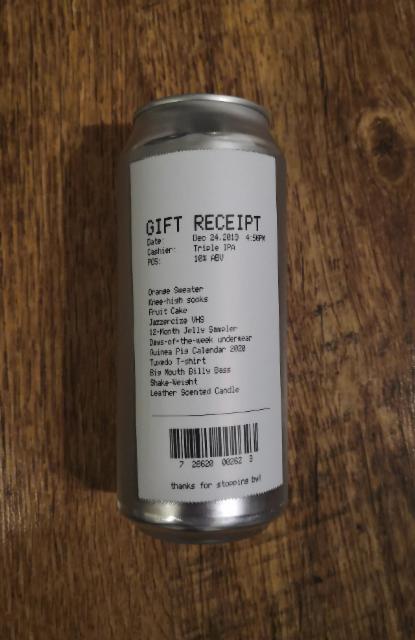 GIFT RECEIPT
Date: Dec 24,2019 4:56PM
Cashier: Triple IPA
POS: 10% ABV
Orange Sweater
Knee-high socks
Fruit Cake
Jazzercize VHS
12-Month Jelly Sampler
Days-of-the-week underwear
Guinea Pig Calendar 2020
Tuxedo T-shirt
Big Mouth Billy Bass
Shake-Weight
Leather Scented Candle
7 28620 00262 9
thanks for stopping by!